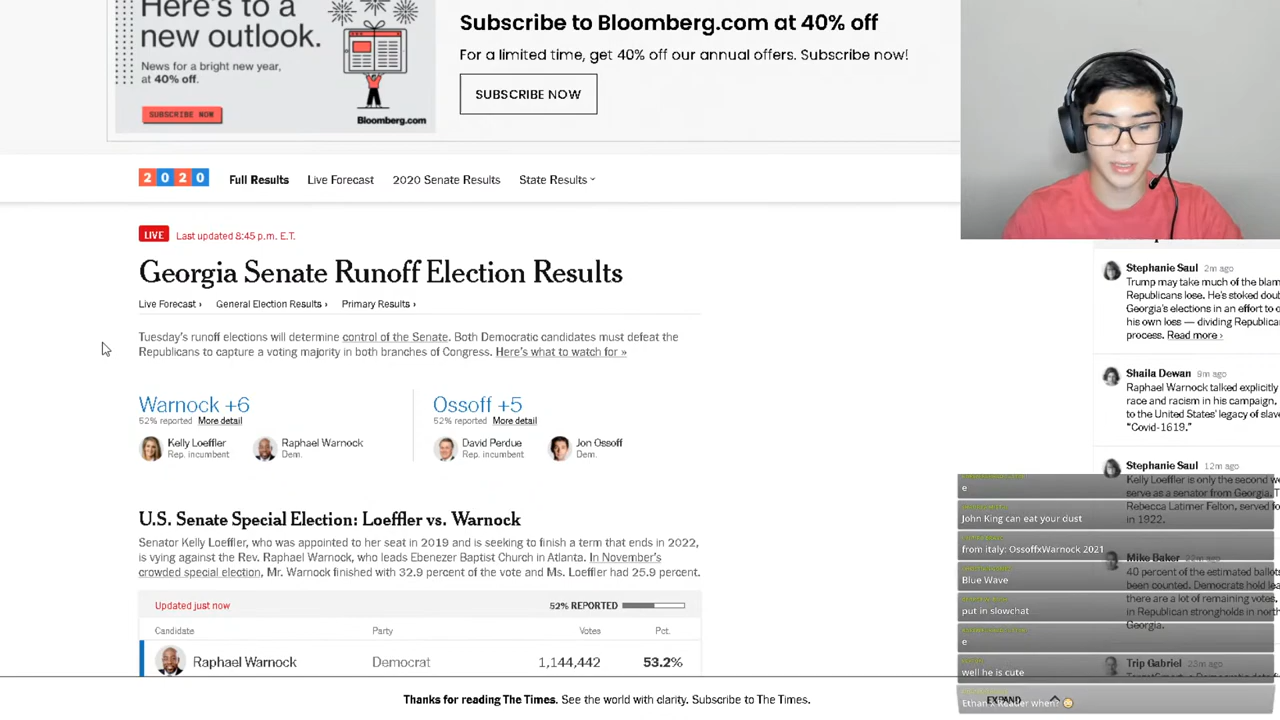 Here's to a
new outlook.
News for a bright new year,
at 40% off.
SUBSCRIBE NOW
Bloomberg.com
Subscribe to Bloomberg.com at 40% off
For a limited time, get 40% off our annual offers. Subscribe now!
SUBSCRIBE NOW
2020 Full Results Live Forecast 2020 Senate Results State Results
LIVE Last updated 8:45 p.m. E.T.
Georgia Senate Runoff Election Results
Live Forecast › General Election Results › Primary Results ›
Tuesday's runoff elections will determine control of the Senate. Both Democratic candidates must defeat the
Republicans to capture a voting majority in both branches of Congress. Here's what to watch for »
Warnock +6
52% reported More detail
Kelly Loeffler
Rep. incumbent
Raphael Warnock
Dem.
Ossoff +5
52% reported More detail
David Perdue
Rep. incumbent
Jon Ossoff
Dem.
U.S. Senate Special Election: Loeffler vs. Warnock
Senator Kelly Loeffler, who was appointed to her seat in 2019 and is seeking to finish a term that ends in 2022,
is vying against the Rev. Raphael Warnock, who leads Ebenezer Baptist Church in Atlanta. In November's
crowded special election, Mr. Warnock finished with 32.9 percent of the vote and Ms. Loeffler had 25.9 percent.
Updated just now 52% REPORTED
Candidate Party Votes Pct.
Raphael Warnock Democrat 1,144,442 53.2%
Thanks for reading The Times. See the world with clarity. Subscribe to The Times.
EXPAND
Stephanie Saul 2m ago
Trump may take much of the blam
Republicans lose. He's stoked dou
Georgia's elections in an effort to o
his own loss — dividing Republica
process. Read more ›
Shaila Dewan 9m ago
Raphael Warnock talked explicitly
race and racism in his campaign,
to the United States' legacy of slav
"Covid-1619."
Stephanie Saul 12m ago
Kelly Loeffler is only the second w
serve as a senator from Georgia. T
Rebecca Latimer Felton, served fo
in 1922.
Mike Baker
40 percent of the estimated ballots
been counted. Democrats hold lea
there are a lot of remaining votes,
in Republican strongholds in north
Georgia.
Trip Gabriel 23m ago
e
John King can eat your dust
from italy: OssoffxWarnock 2021
Blue Wave
put in slowchat
e
well he is cute